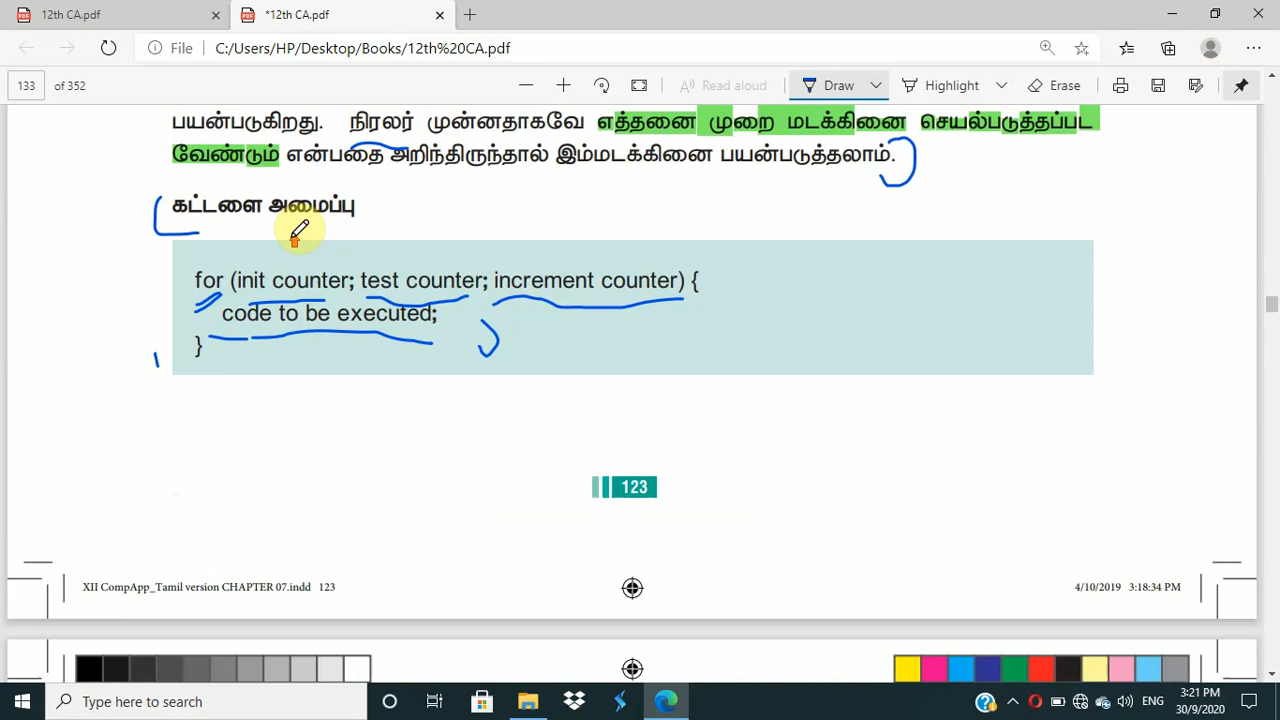 12th CA.pdf
*12th CA.pdf
File C:/Users/HP/Desktop/Books/12th%20CA.pdf
133 of 352 Read aloud Draw Highlight Erase
பயன்படுகிறது. நிரலர் முன்னதாகவே எத்தனை முறை மடக்கினை செயல்படுத்தப்பட
வேண்டும் என்பதை அறிந்திருந்தால் இம்மடக்கினை பயன்படுத்தலாம்.
கட்டளை அமைப்பு
for (init counter; test counter; increment counter) {
code to be executed;
}
123
XII CompApp_Tamil version CHAPTER 07.indd 123
4/10/2019 3:18:34 PM
Type here to search
ENG
3:21 PM
30/9/2020